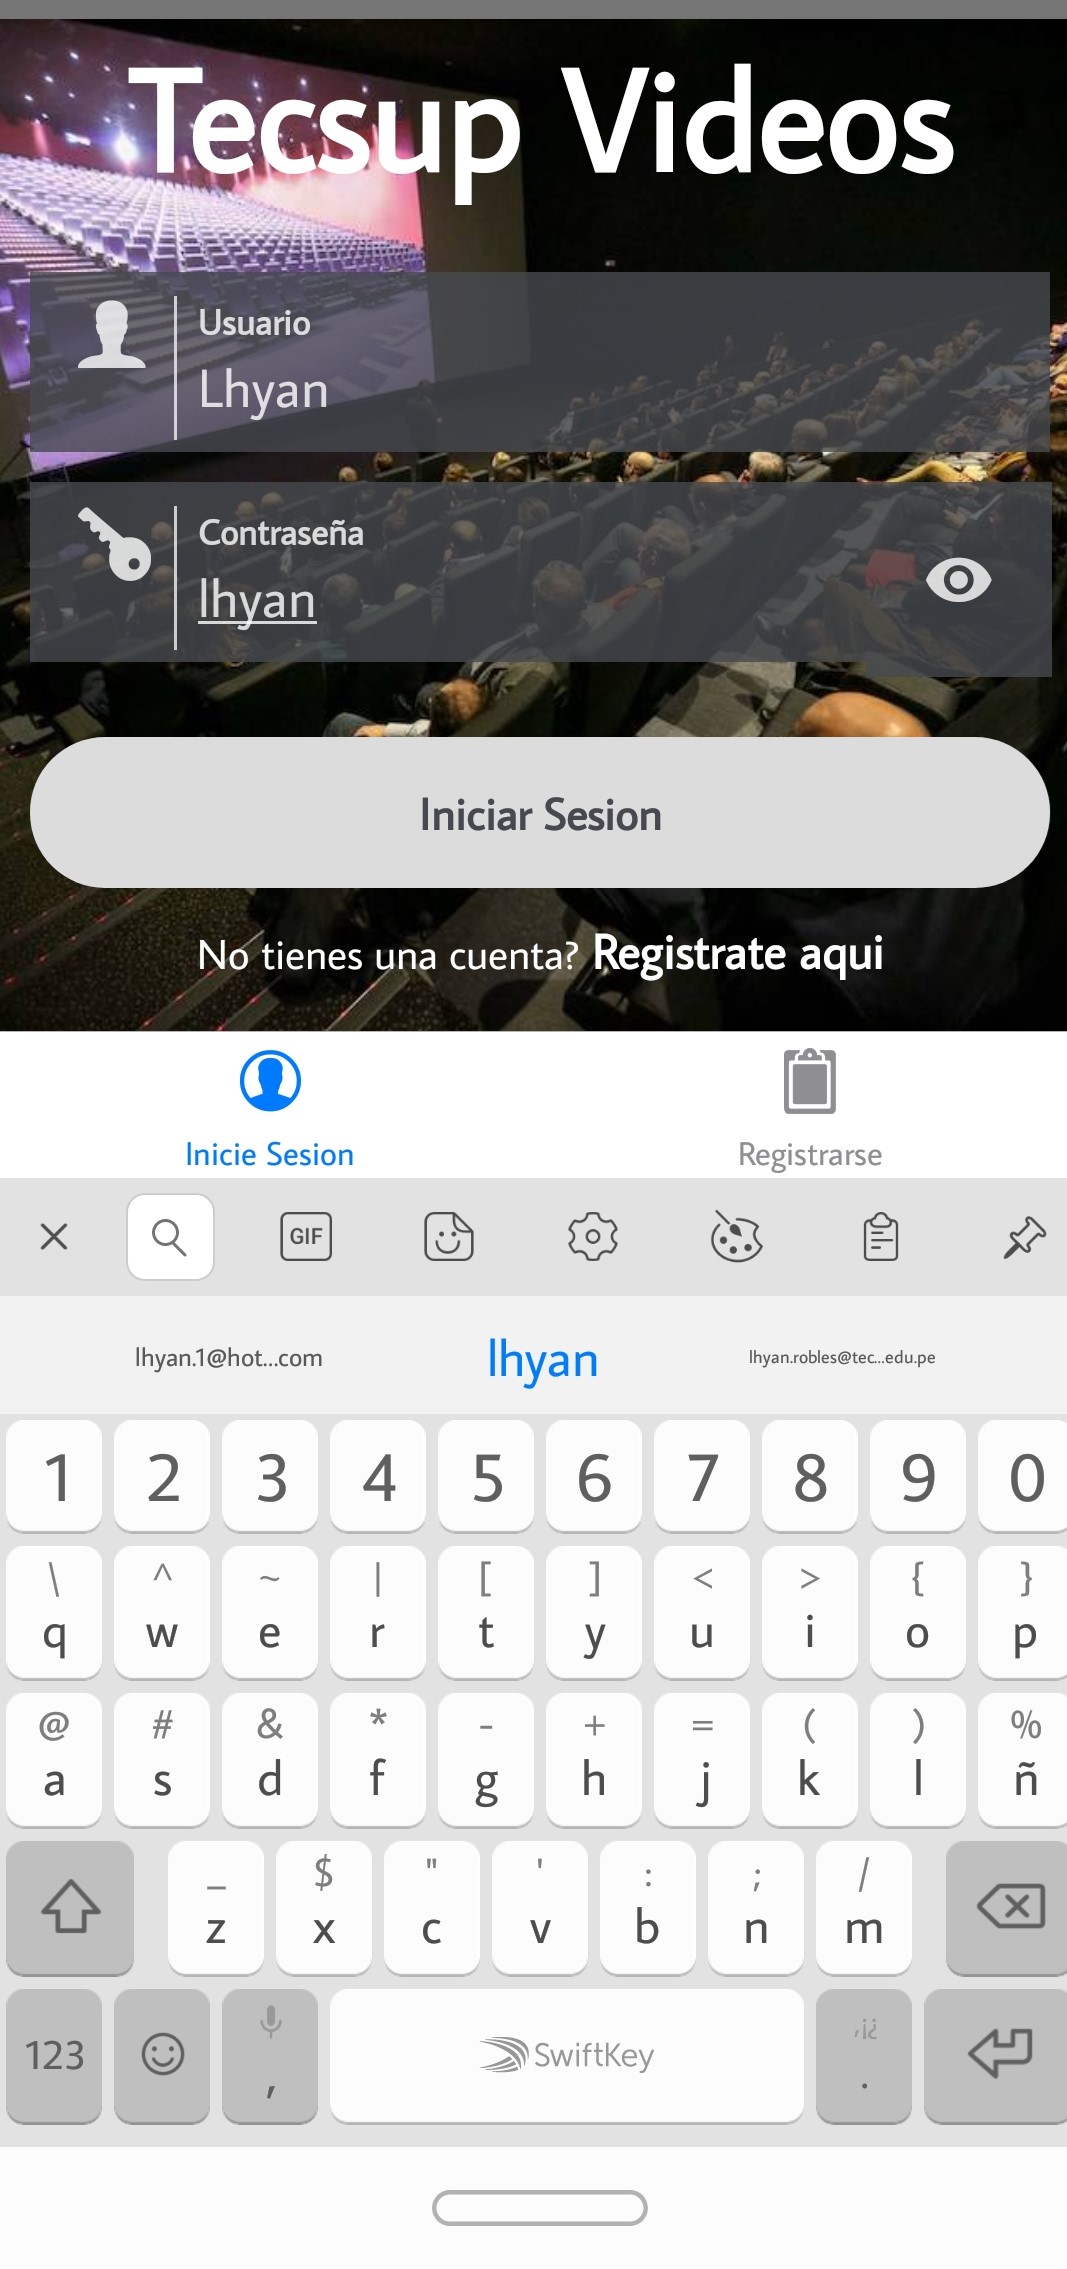 Tecsup Videos
Usuario
Lhyan
Contraseña
lhyan
Iniciar Sesion
No tienes una cuenta? Registrate aqui
Inicie Sesion Registrarse
GIF
lhyan.1@hot...com lhyan lhyan.robles@tec...edu.pe
1 2 3 4 5 6 7 8 9 0
\ ^ ~ | [ ] < > { }
q w e r t y u i o p
@ # & * - + = ( ) %
a s d f g h j k l ñ
_ $ " ' : ; /
z x c v b n m
,¡¿
123 , SwiftKey .